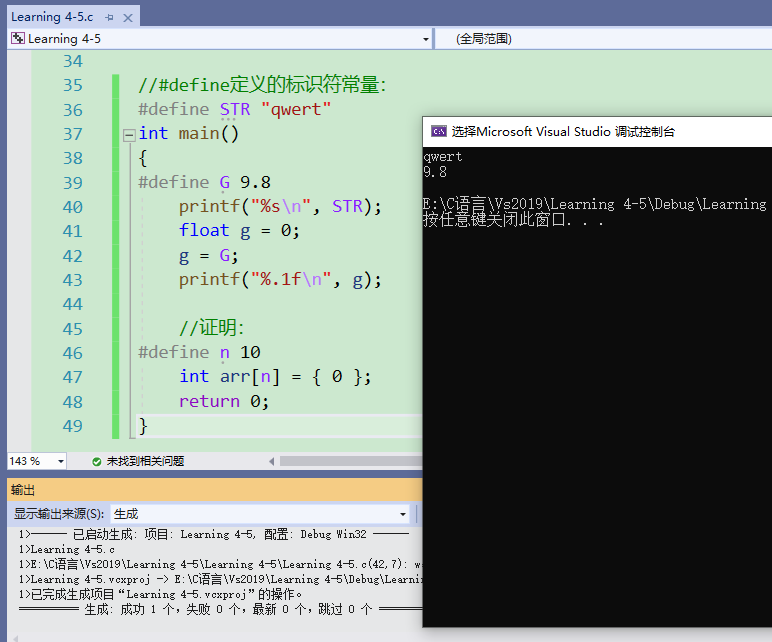 Learning 4-5.c
Learning 4-5
(全局范围)
34
35 //#define定义的标识符常量:
36 #define STR "qwert"
37 int main()
38 {
39 #define G 9.8
40 printf("%s\n", STR);
41 float g = 0;
42 g = G;
43 printf("%.1f\n", g);
44
45 //证明:
46 #define n 10
47 int arr[n] = { 0 };
48 return 0;
49 }
选择Microsoft Visual Studio 调试控制台
qwert
9.8
E:\C语言\Vs2019\Learning 4-5\Debug\Learning
按任意键关闭此窗口. . .
143 %
未找到相关问题
输出
显示输出来源(S): 生成
1>------ 已启动生成: 项目: Learning 4-5, 配置: Debug Win32 ------
1>Learning 4-5.c
1>E:\C语言\Vs2019\Learning 4-5\Learning 4-5\Learning 4-5.c(42,7):
1>Learning 4-5.vcxproj -> E:\C语言\Vs2019\Learning 4-5\Debug\Learni
1>已完成生成项目“Learning 4-5.vcxproj”的操作。
========== 生成: 成功 1 个，失败 0 个，最新 0 个，跳过 0 个 ==========